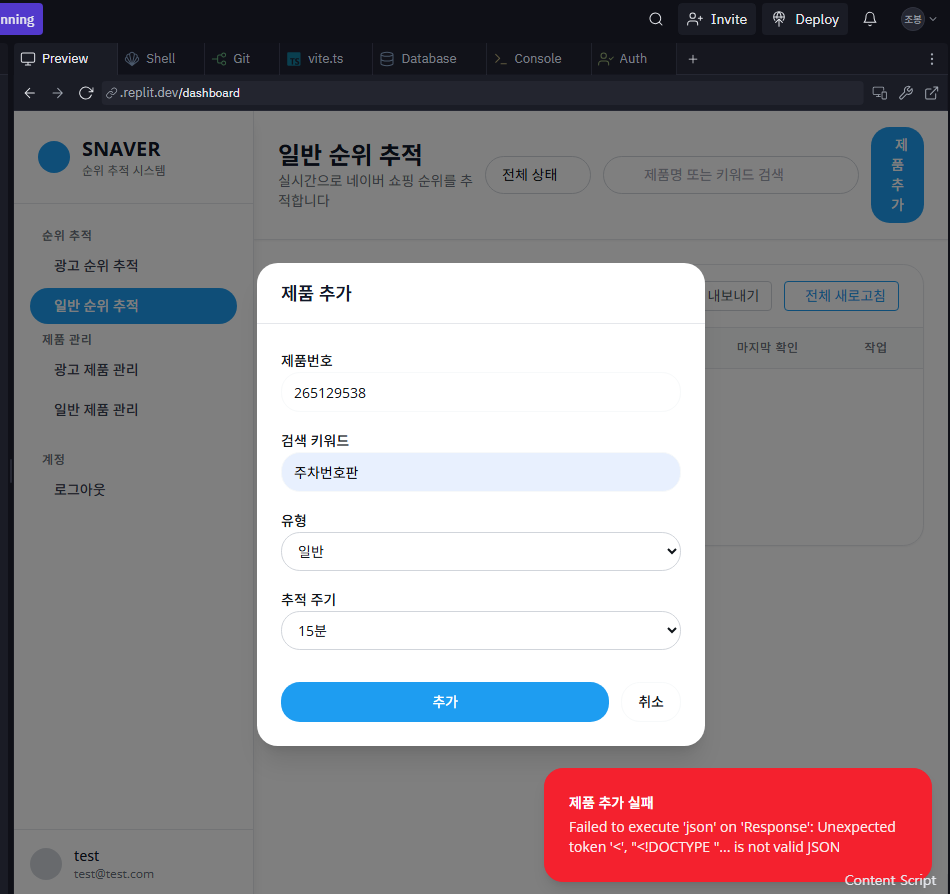 nning
Invite
Deploy
조봉
Preview
Shell
Git
TS vite.ts
Database
Console
Auth
.replit.dev/dashboard
SNAVER
순위 추적 시스템
순위 추적
광고 순위 추적
일반 순위 추적
제품 관리
광고 제품 관리
일반 제품 관리
계정
로그아웃
test
test@test.com
일반 순위 추적
실시간으로 네이버 쇼핑 순위를 추
적합니다
전체 상태
제품명 또는 키워드 검색
제
품
추
가
내보내기
전체 새로고침
마지막 확인
작업
제품 추가
제품번호
265129538
검색 키워드
주차번호판
유형
일반
추적 주기
15분
추가
취소
제품 추가 실패
Failed to execute 'json' on 'Response': Unexpected
token '<', "<!DOCTYPE "... is not valid JSON
Content Script